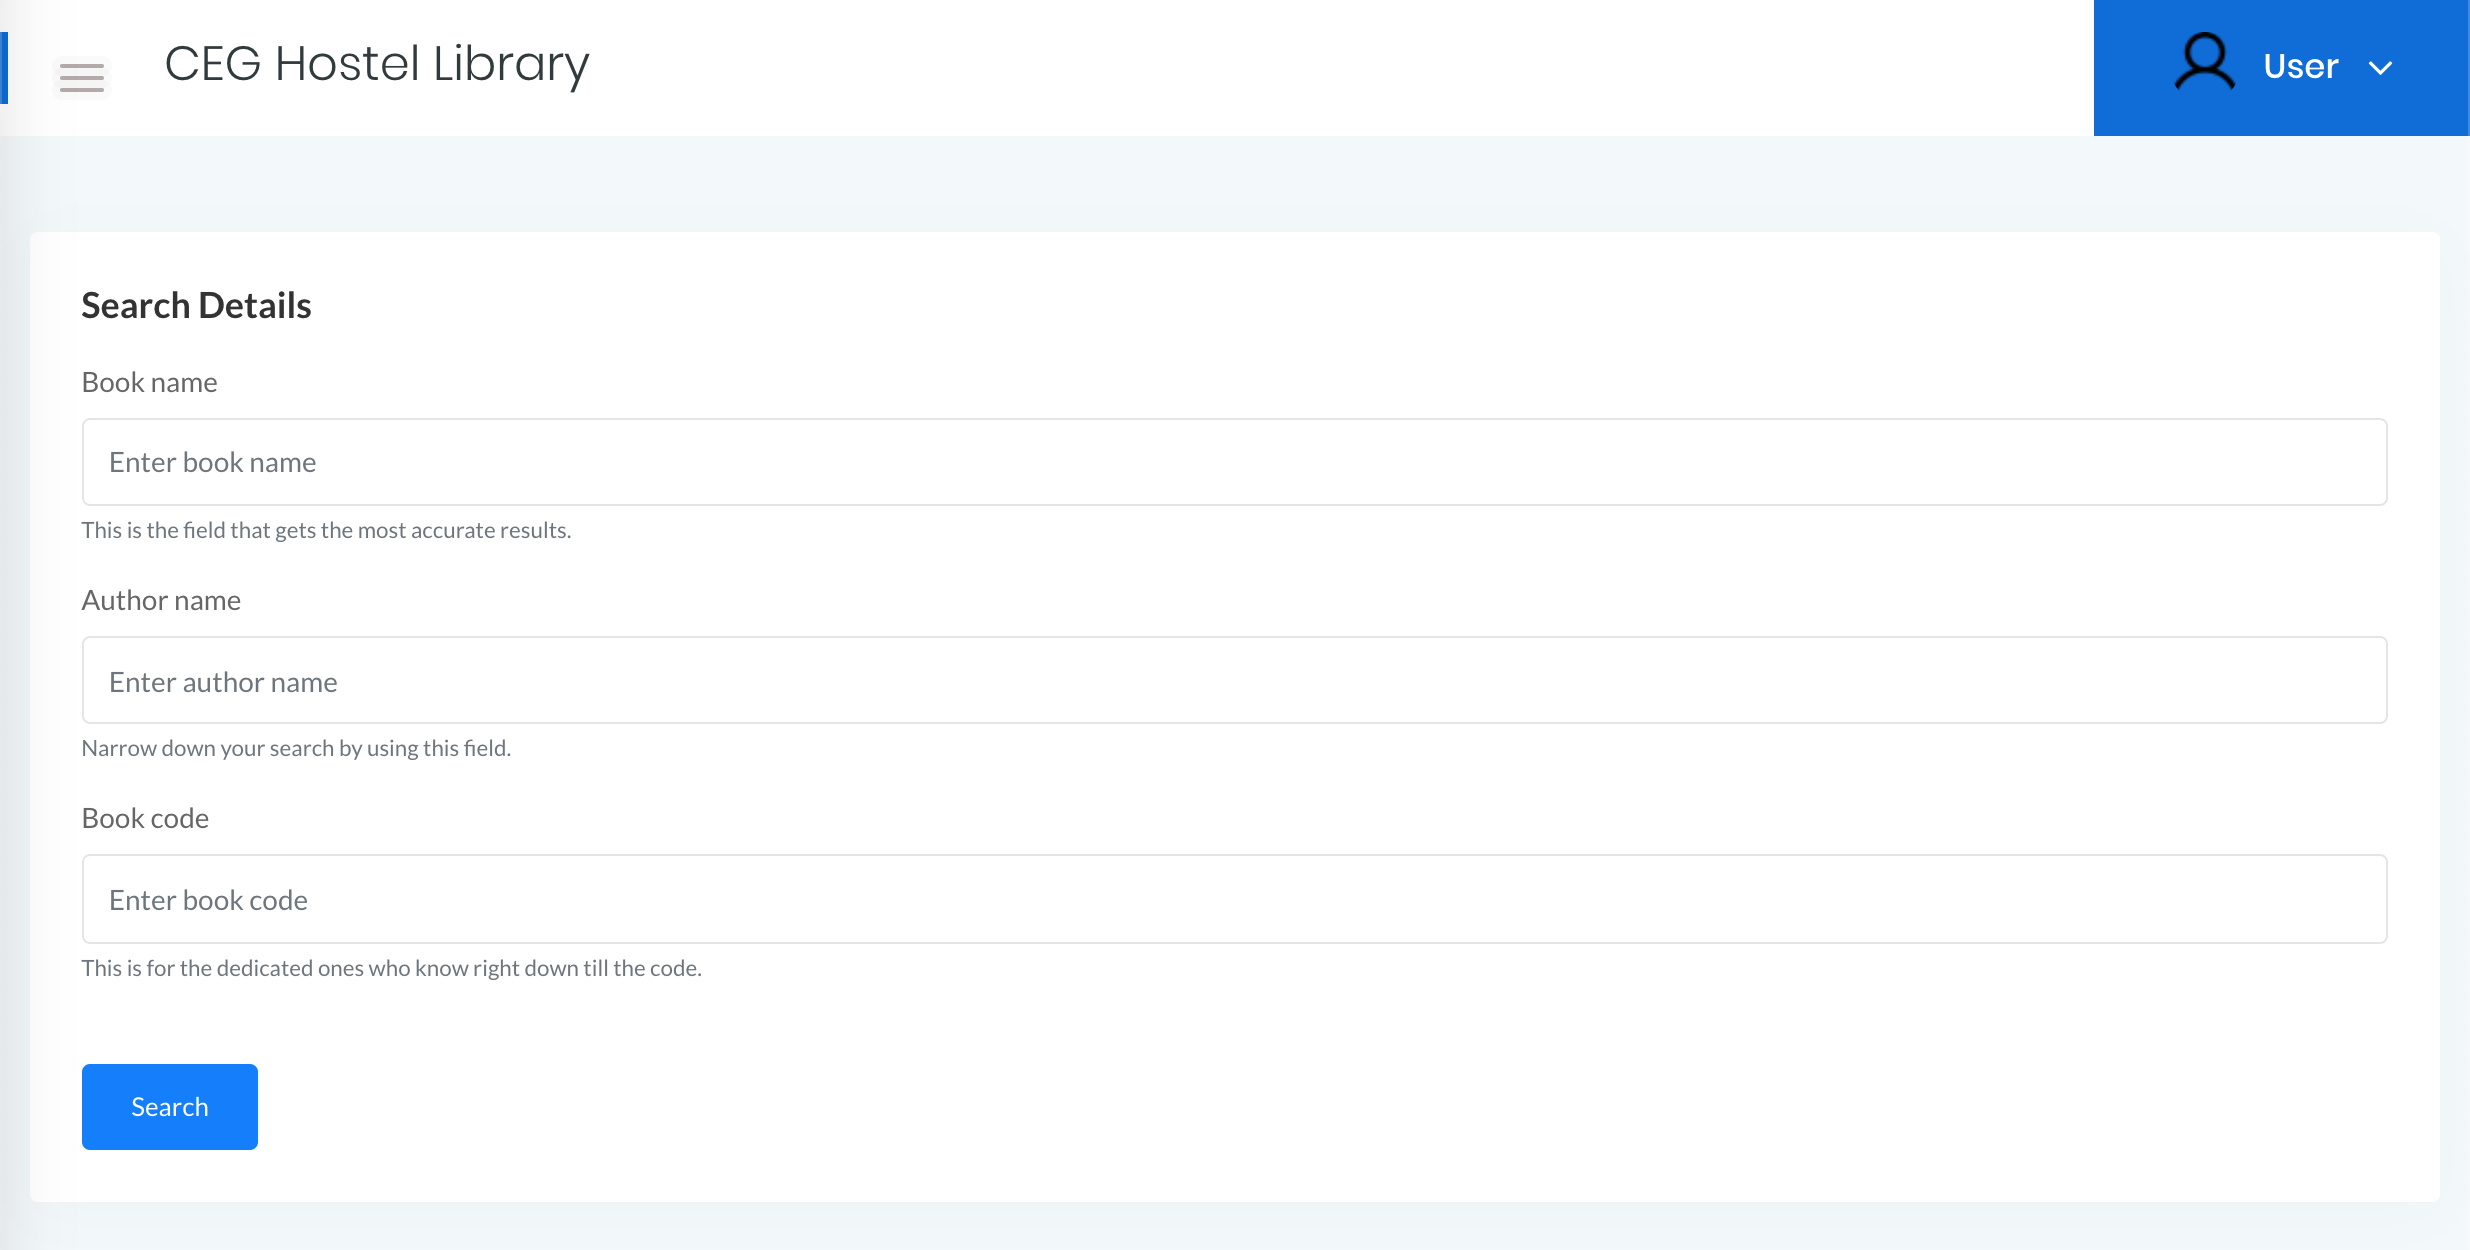 CEG Hostel Library
User
Search Details
Book name
Enter book name
This is the field that gets the most accurate results.
Author name
Enter author name
Narrow down your search by using this field.
Book code
Enter book code
This is for the dedicated ones who know right down till the code.
Search